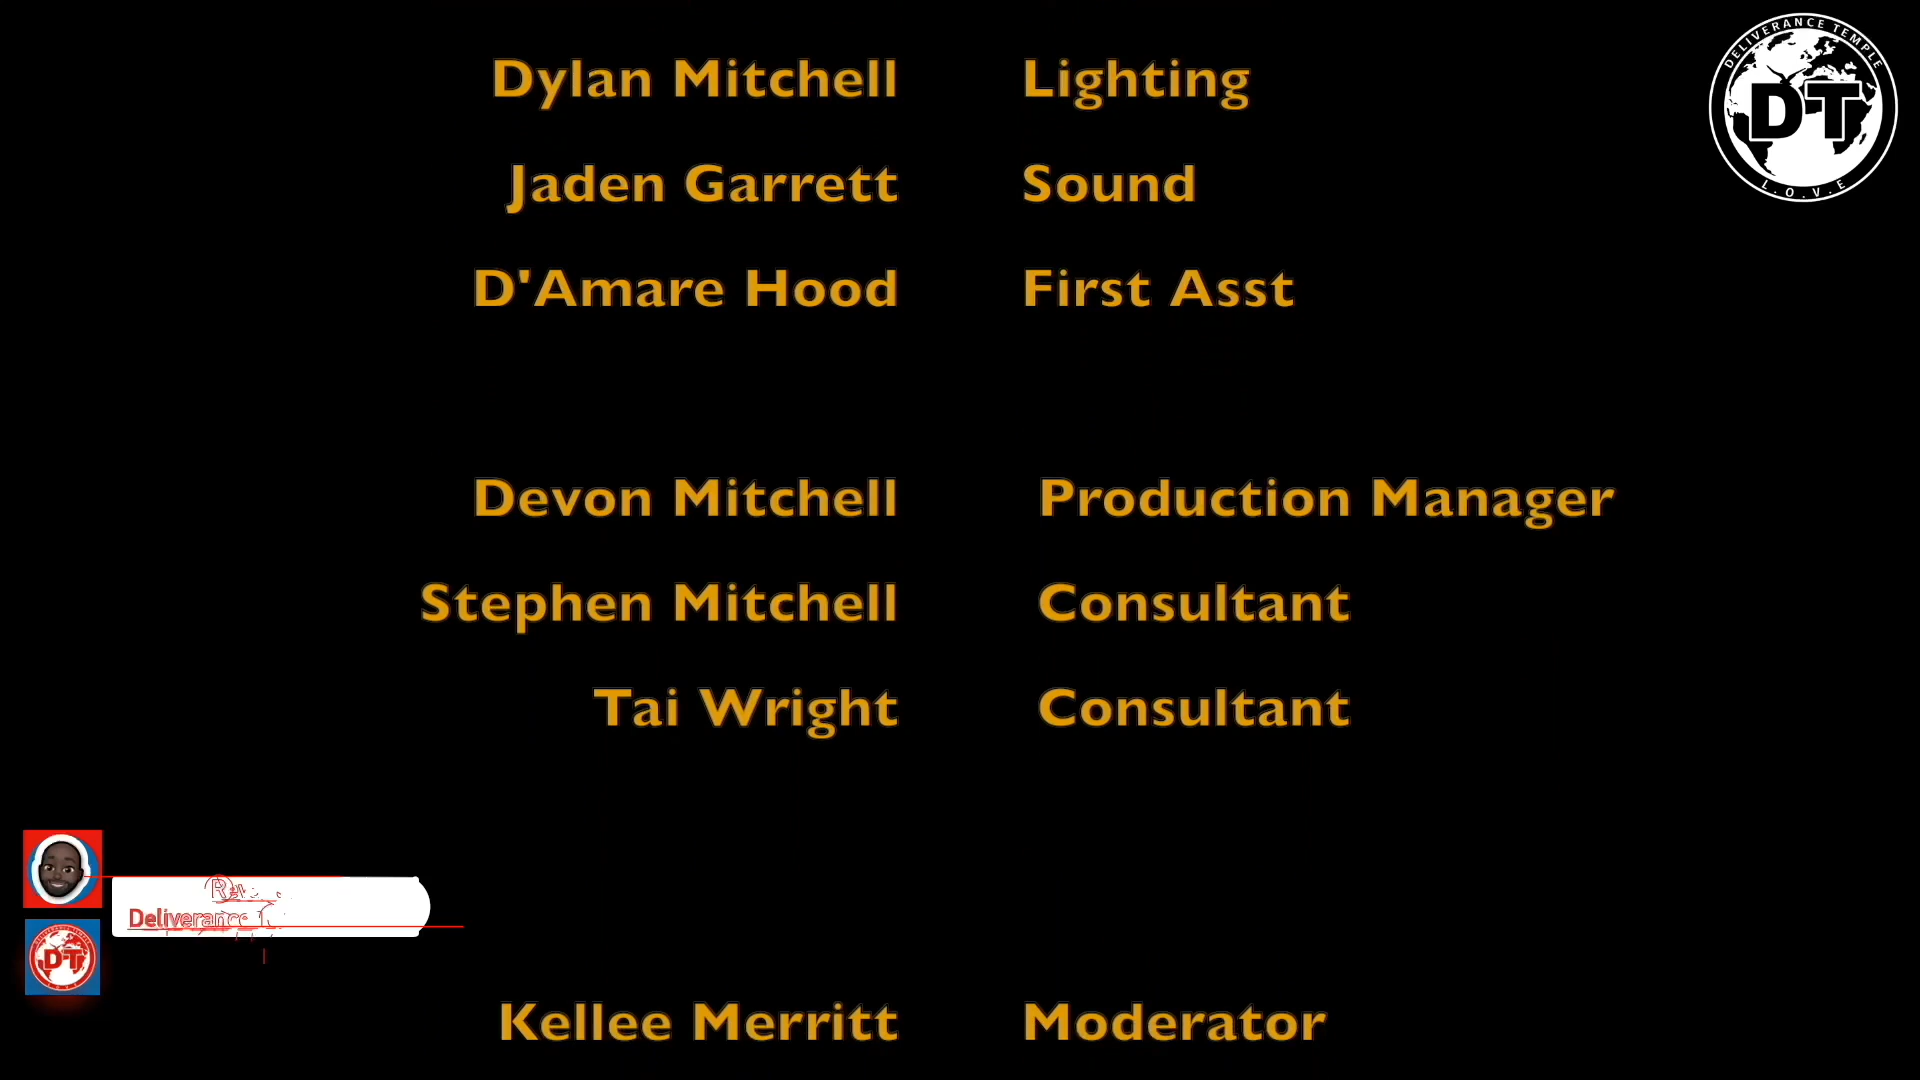 DELIVERANCE TEMPLE
DT
L.O.V.E
Dylan Mitchell Lighting
Jaden Garrett Sound
D'Amare Hood First Asst
Devon Mitchell Production Manager
Stephen Mitchell Consultant
Tai Wright Consultant
Deliverance
DT
Kellee Merritt Moderator